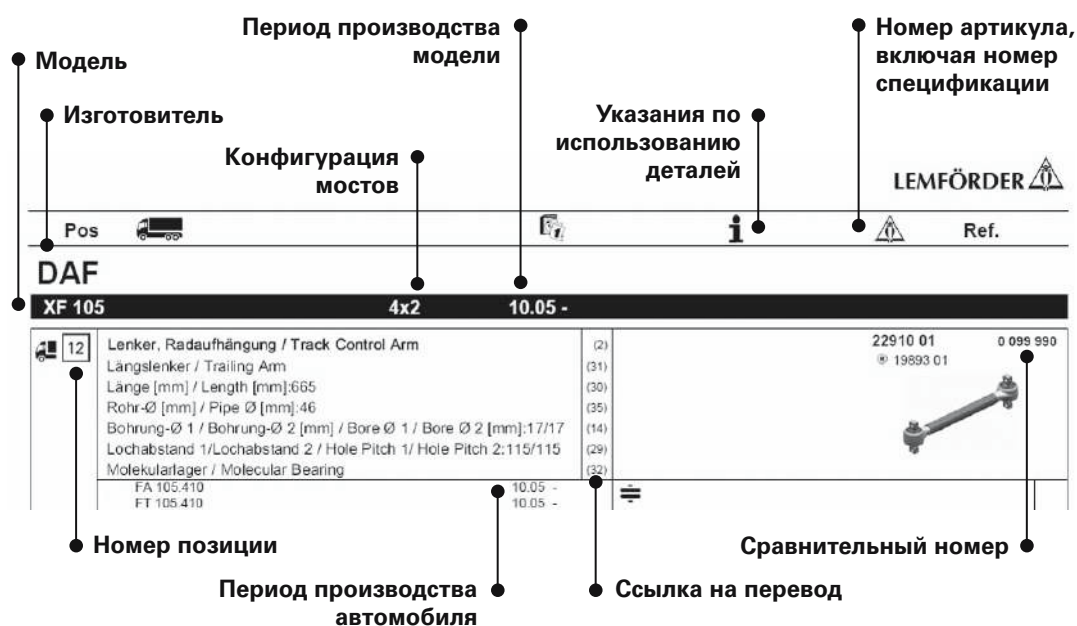 Период производства
модели
Номер артикула,
включая номер
спецификации
Модель
Изготовитель
Указания по
использованию
деталей
Конфигурация
мостов
LEMFÖRDER
Pos
Ref.
DAF
XF 105 4x2 10.05 -
12 Lenker, Radaufhängung / Track Control Arm (2) 22910 01 0 099 990
Längslenker / Trailing Arm (31) 19893 01
Länge [mm] / Length [mm]:665 (30)
Rohr-Ø [mm] / Pipe Ø [mm]:46 (35)
Bohrung-Ø 1 / Bohrung-Ø 2 [mm] / Bore Ø 1 / Bore Ø 2 [mm]:17/17 (14)
Lochabstand 1/Lochabstand 2 / Hole Pitch 1/ Hole Pitch 2:115/115 (29)
Molekularlager / Molecular Bearing (32)
FA 105.410 10.05 -
FT 105.410 10.05 -
Номер позиции
Сравнительный номер
Период производства
автомобиля
Ссылка на перевод